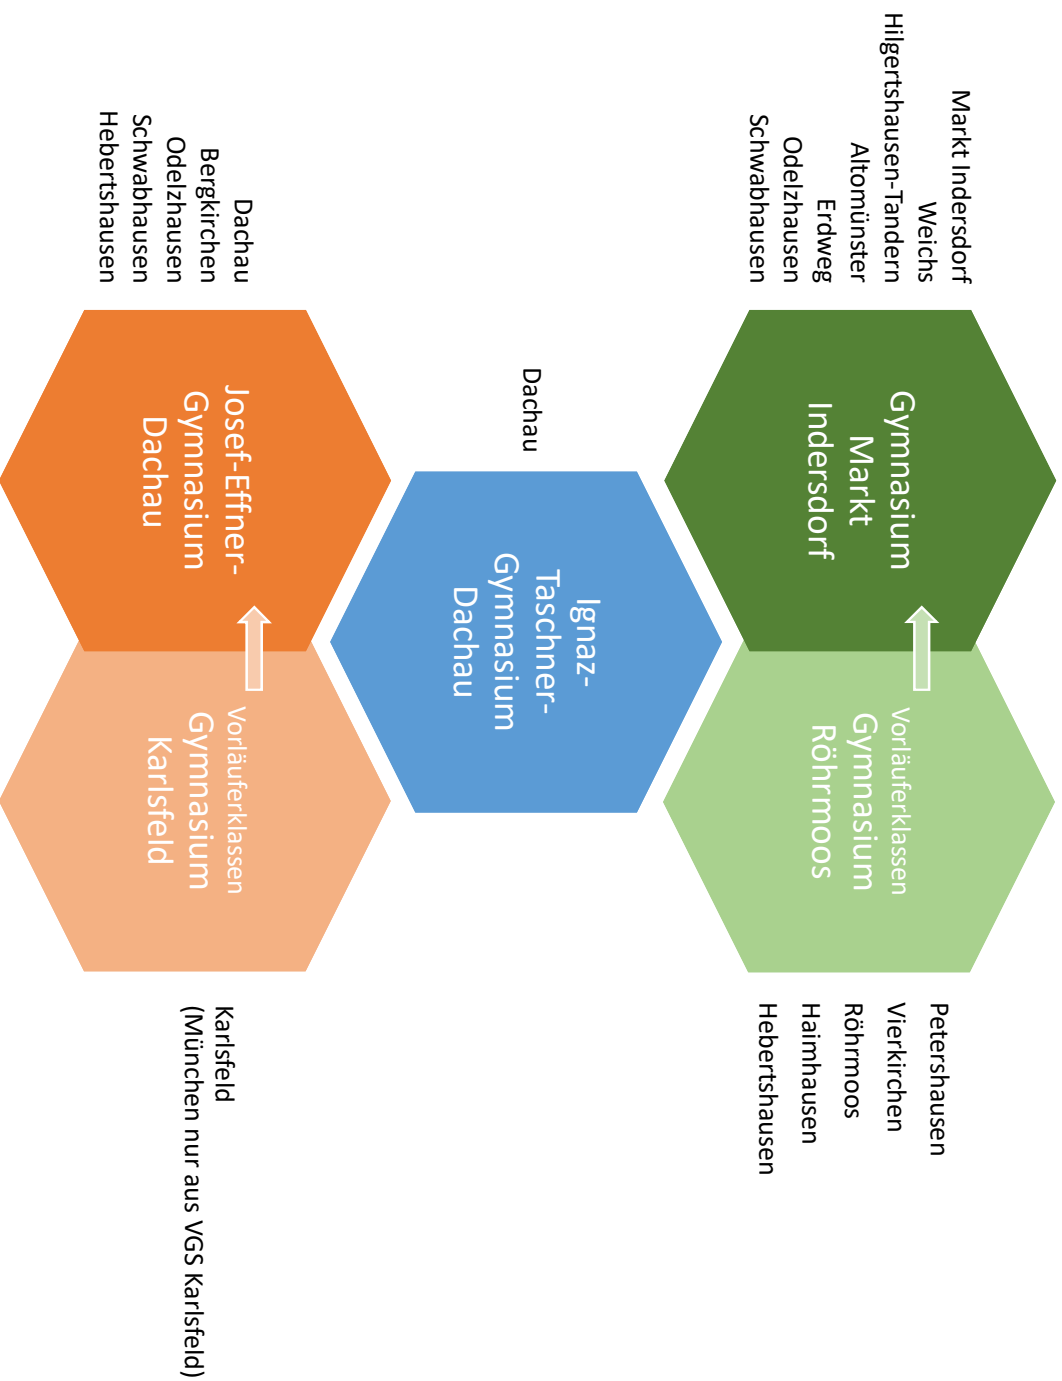 Markt Indersdorf
Weichs
Hilgertshausen-Tandern
Altomünster
Erdweg
Odelzhausen
Schwabhausen
Gymnasium
Markt
Indersdorf
Vorläuferklassen
Gymnasium
Röhrmoos
Petershausen
Vierkirchen
Röhrmoos
Haimhausen
Hebertshausen
Dachau
Ignaz-
Taschner-
Gymnasium
Dachau
Dachau
Bergkirchen
Odelzhausen
Schwabhausen
Hebertshausen
Josef-Effner-
Gymnasium
Dachau
Vorläuferklassen
Gymnasium
Karlsfeld
Karlsfeld
(München nur aus VGS Karlsfeld)